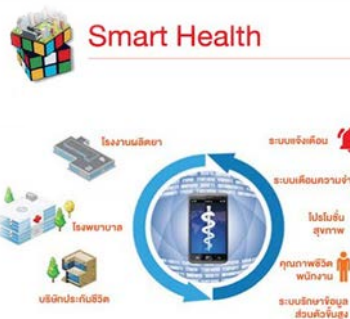 Smart Health
โรงงานผลิตยา
ระบบแจ้งเตือน
ระบบเตือนความจำ
โรงพยาบาล
โปรโมชั่น
สุขภาพ
คุณภาพชีวิต
พนักงาน
บริษัทประกันชีวิต
ระบบรักษาข้อมูล
ส่วนตัวขั้นสูง